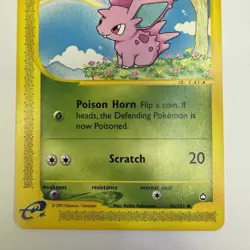 Poison Horn Flip a coin. If
heads, the Defending Pokémon is
now Poisoned.
Scratch 20
weakness resistance retreat cost